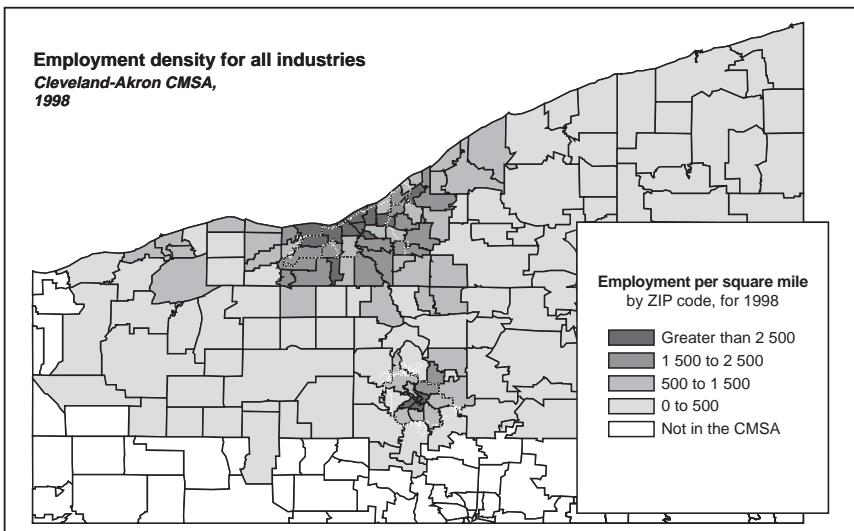 Employment density for all industries
Cleveland-Akron CMSA,
1998
Employment per square mile
by ZIP code, for 1998
Greater than 2 500
1 500 to 2 500
500 to 1 500
0 to 500
Not in the CMSA